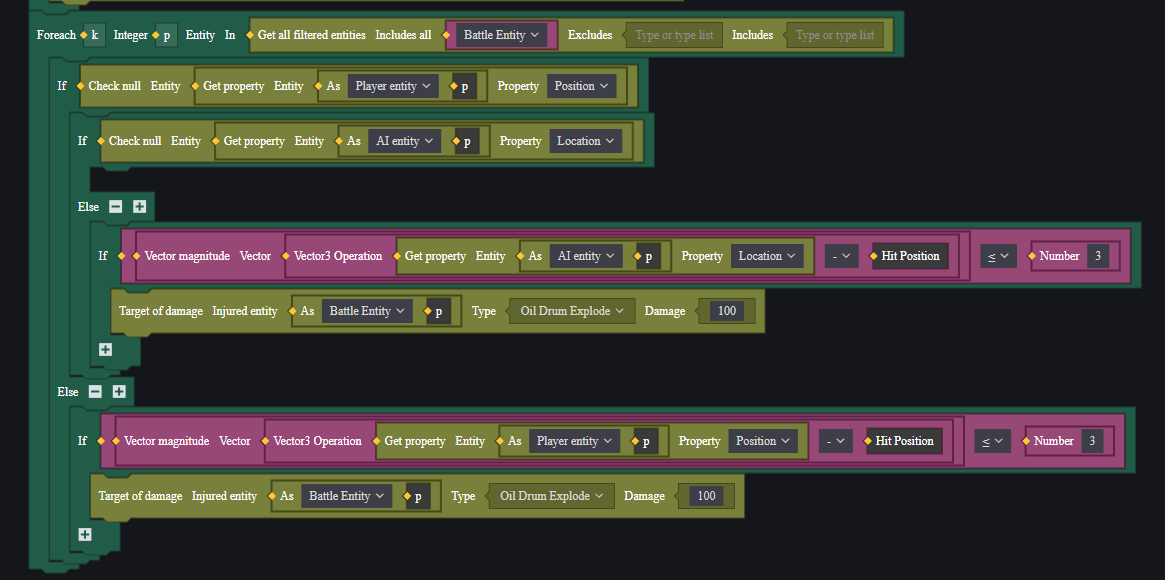 Foreach k Integer p Entity In Get all filtered entities Includes all Battle Entity Excludes Type or type list Includes Type or type list
If Check null Entity Get property Entity As Player entity p Property Position
If Check null Entity Get property Entity As AI entity p Property Location
Else
If Vector magnitude Vector Vector3 Operation Get property Entity As AI entity p Property Location - Hit Position ≤ Number 3
Target of damage Injured entity As Battle Entity p Type Oil Drum Explode Damage 100
Else
If Vector magnitude Vector Vector3 Operation Get property Entity As Player entity p Property Position - Hit Position ≤ Number 3
Target of damage Injured entity As Battle Entity p Type Oil Drum Explode Damage 100